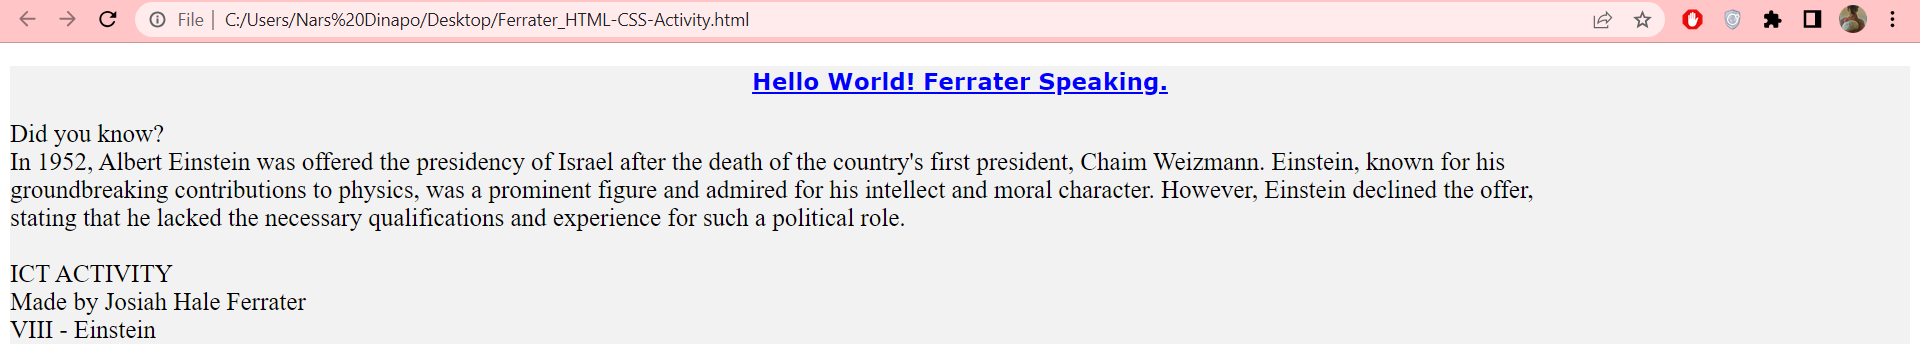 File | C:/Users/Nars%20Dinapo/Desktop/Ferrater_HTML-CSS-Activity.html
Hello World! Ferrater Speaking.
Did you know?
In 1952, Albert Einstein was offered the presidency of Israel after the death of the country's first president, Chaim Weizmann. Einstein, known for his
groundbreaking contributions to physics, was a prominent figure and admired for his intellect and moral character. However, Einstein declined the offer,
stating that he lacked the necessary qualifications and experience for such a political role.
ICT ACTIVITY
Made by Josiah Hale Ferrater
VIII - Einstein